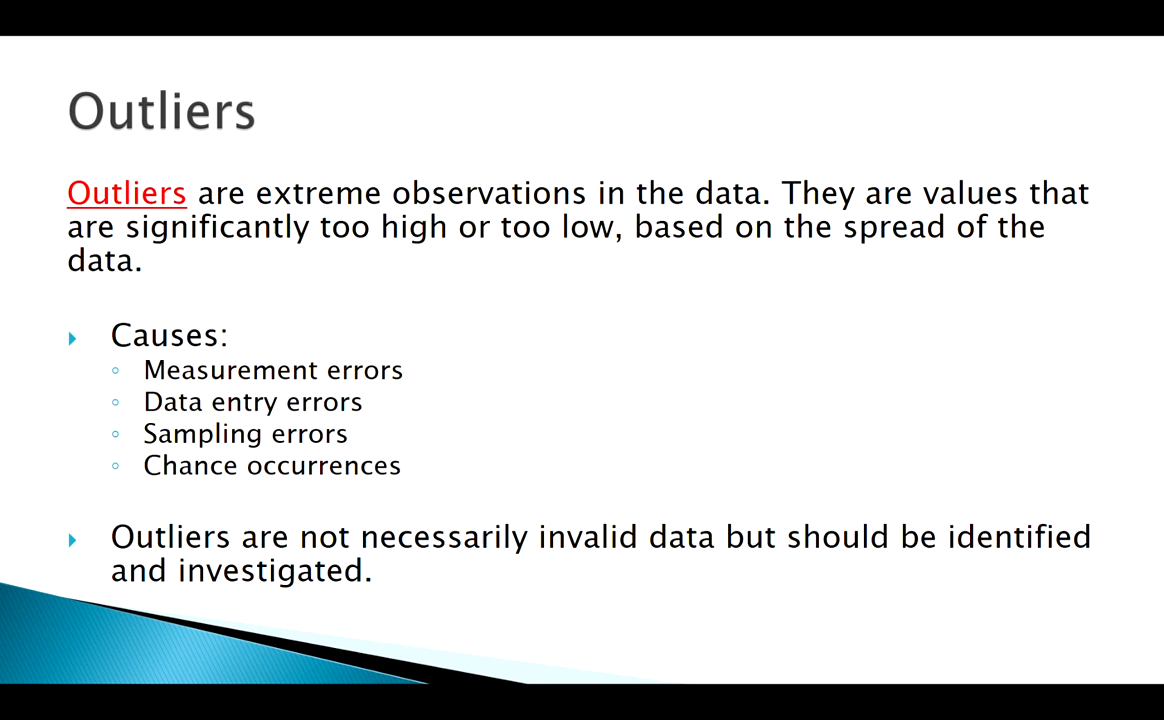 Outliers
Outliers are extreme observations in the data. They are values that
are significantly too high or too low, based on the spread of the
data.
Causes:
Measurement errors
Data entry errors
Sampling errors
Chance occurrences
Outliers are not necessarily invalid data but should be identified
and investigated.